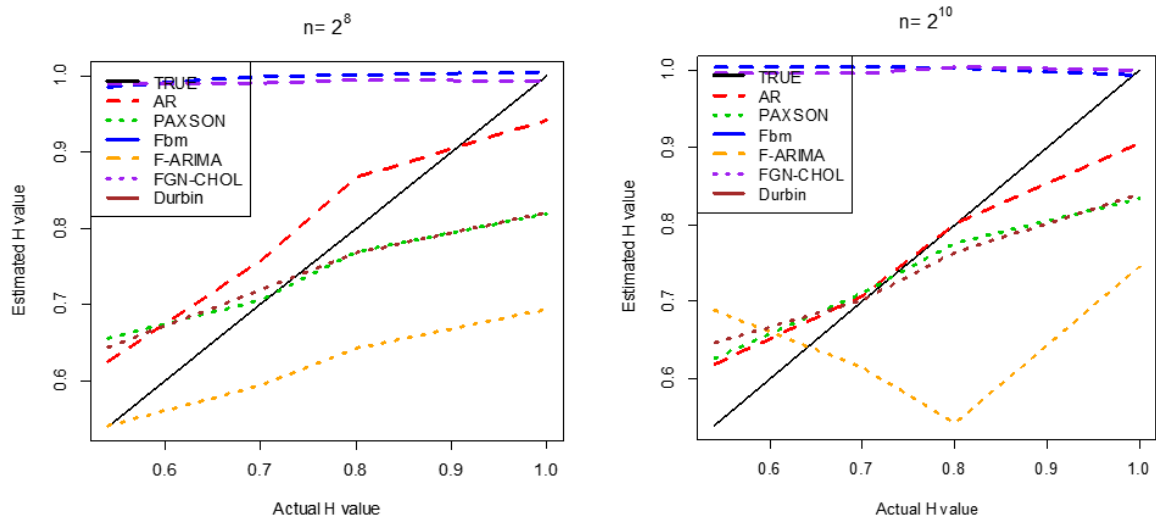 n= 2^8
Estimated H value
1.0
0.9
0.8
0.7
0.6
TRUE
AR
PAXSON
Fbm
F-ARIMA
FGN-CHOL
Durbin
0.6 0.7 0.8 0.9 1.0
Actual H value
n= 2^10
Estimated H value
1.0
0.9
0.8
0.7
0.6
TRUE
AR
PAXSON
Fbm
F-ARIMA
FGN-CHOL
Durbin
0.6 0.7 0.8 0.9 1.0
Actual H value